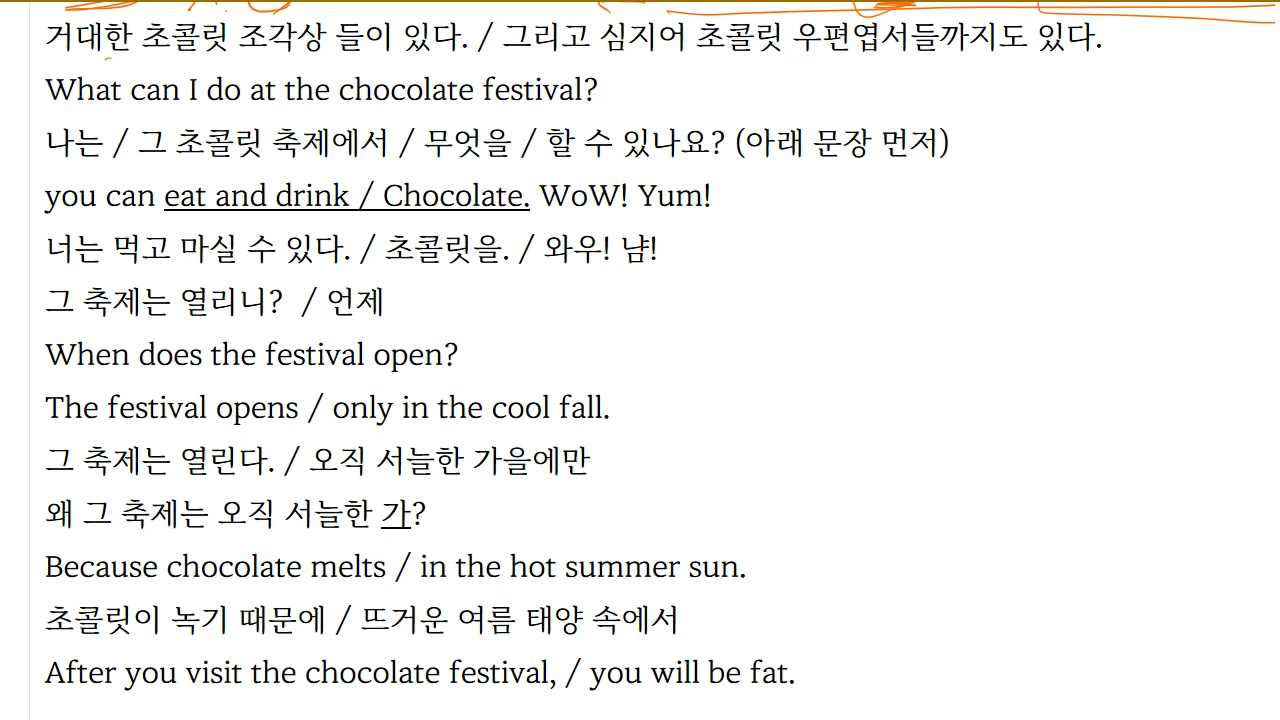 거대한 초콜릿 조각상 들이 있다. / 그리고 심지어 초콜릿 우편엽서들까지도 있다.
What can I do at the chocolate festival?
나는 / 그 초콜릿 축제에서 / 무엇을 / 할 수 있나요? (아래 문장 먼저)
you can eat and drink / Chocolate. WoW! Yum!
너는 먹고 마실 수 있다. / 초콜릿을. / 와우! 냠!
그 축제는 열리니?  / 언제
When does the festival open?
The festival opens / only in the cool fall.
그 축제는 열린다. / 오직 서늘한 가을에만
왜 그 축제는 오직 서늘한 가?
Because chocolate melts / in the hot summer sun.
초콜릿이 녹기 때문에 / 뜨거운 여름 태양 속에서
After you visit the chocolate festival, / you will be fat.